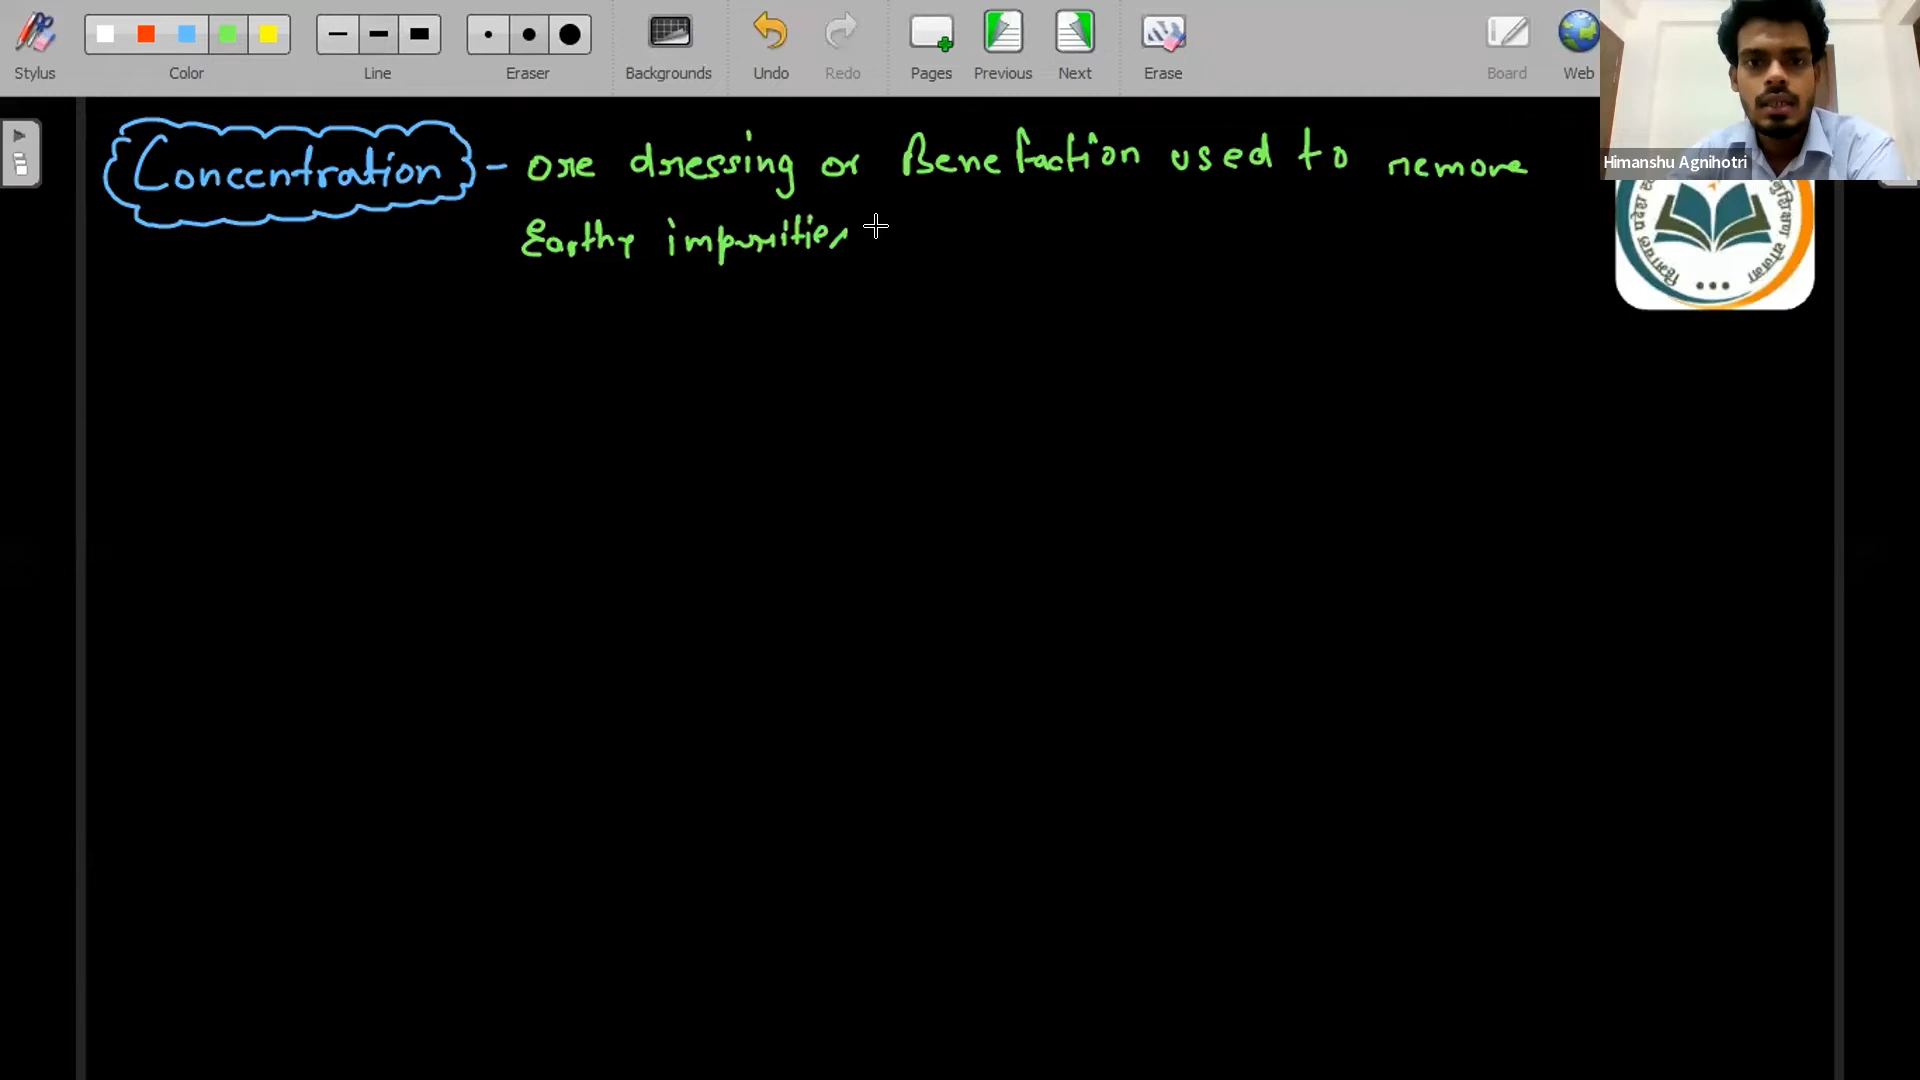 Stylus Color Line Eraser Backgrounds Undo Redo Pages Previous Next Erase Board Web
Himanshu Agnihotri
Concentration - ore dressing or Benefaction used to remove
Earthy impurities